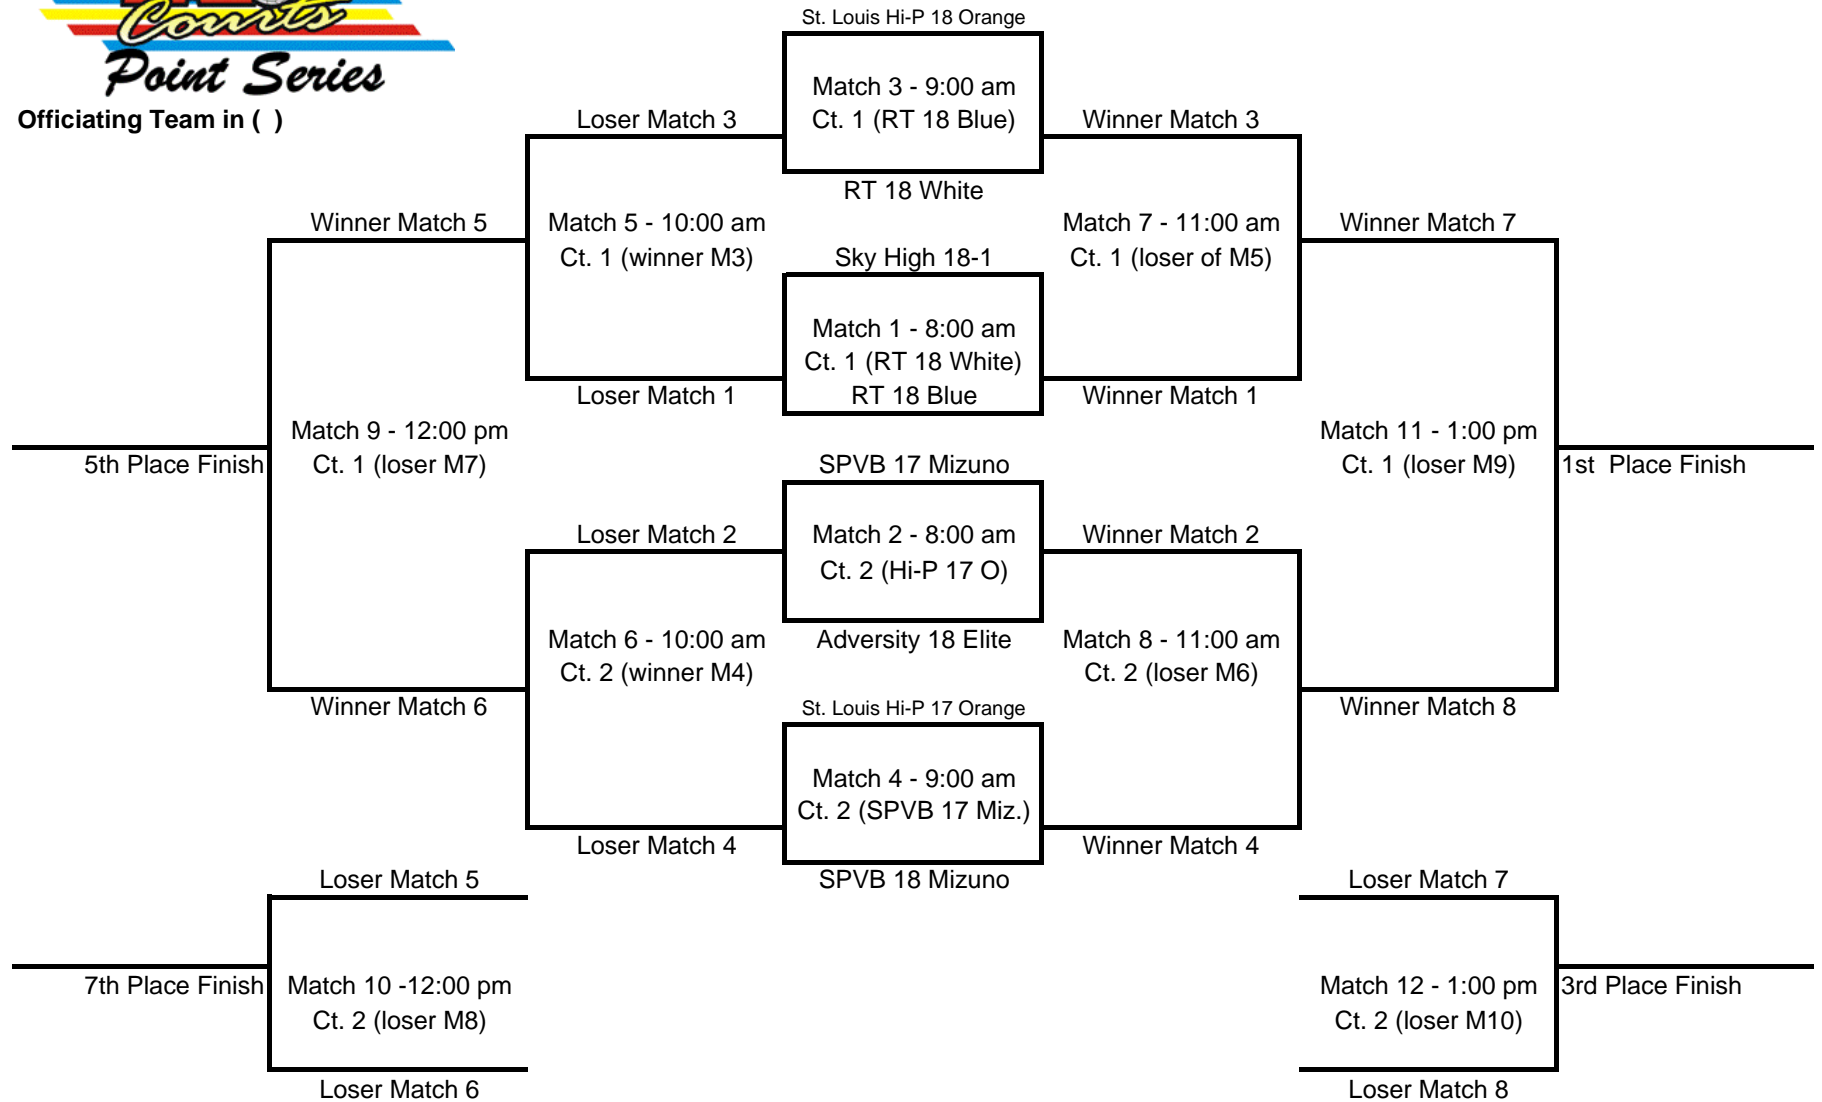 Courts
Point Series
Officiating Team in ( )
St. Louis Hi-P 18 Orange
Match 3 - 9:00 am
Ct. 1 (RT 18 Blue)
Loser Match 3
Winner Match 3
RT 18 White
Winner Match 5
Match 5 - 10:00 am
Ct. 1 (winner M3)
Match 7 - 11:00 am
Ct. 1 (loser of M5)
Winner Match 7
Sky High 18-1
Match 1 - 8:00 am
Ct. 1 (RT 18 White)
RT 18 Blue
Loser Match 1
Winner Match 1
Match 9 - 12:00 pm
Ct. 1 (loser M7)
5th Place Finish
Match 11 - 1:00 pm
Ct. 1 (loser M9)
1st  Place Finish
SPVB 17 Mizuno
Loser Match 2
Match 2 - 8:00 am
Ct. 2 (Hi-P 17 O)
Winner Match 2
Adversity 18 Elite
Match 6 - 10:00 am
Ct. 2 (winner M4)
Match 8 - 11:00 am
Ct. 2 (loser M6)
Winner Match 6
Winner Match 8
St. Louis Hi-P 17 Orange
Match 4 - 9:00 am
Ct. 2 (SPVB 17 Miz.)
Loser Match 4
Winner Match 4
SPVB 18 Mizuno
Loser Match 5
Loser Match 7
7th Place Finish
Match 10 -12:00 pm
Ct. 2 (loser M8)
Match 12 - 1:00 pm
Ct. 2 (loser M10)
3rd Place Finish
Loser Match 6
Loser Match 8